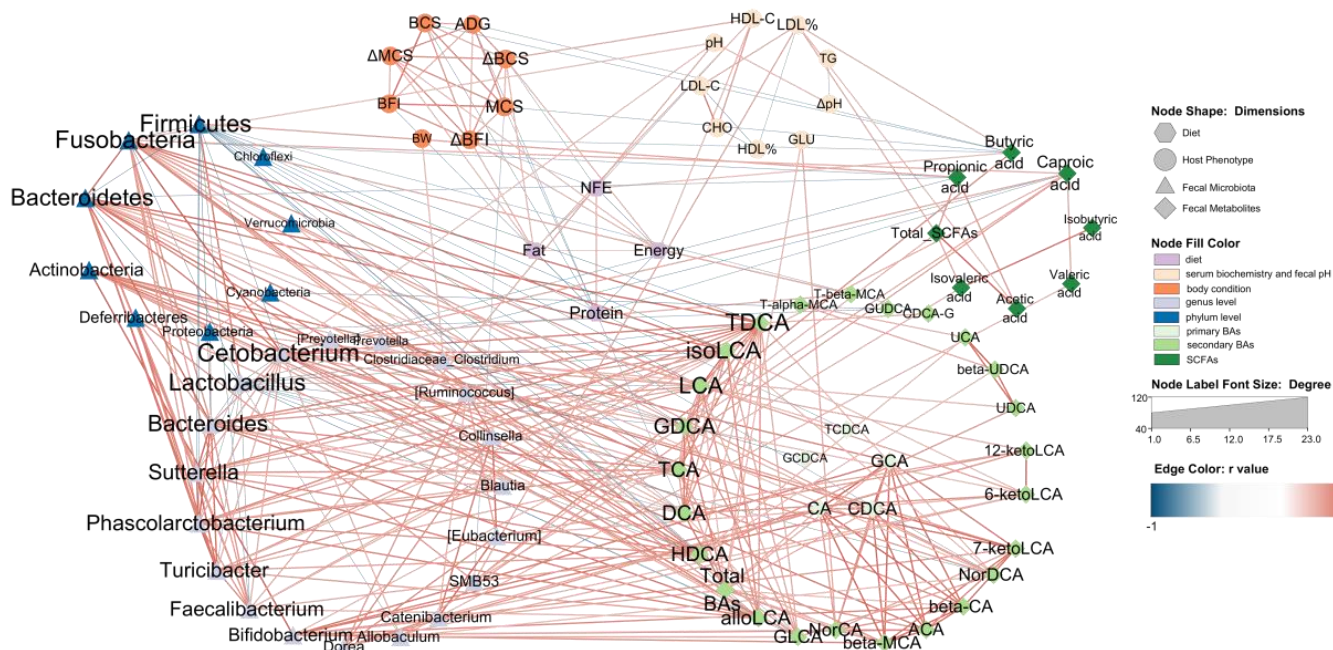 BCS
ADG
ΔMCS
ΔBCS
BFI
MCS
BW
ΔBFI
HDL-C
LDL%
pH
TG
LDL-C
ΔpH
CHO
HDL%
GLU
Firmicutes
Fusobacteria
Chloroflexi
Bacteroidetes
Verrucomicrobia
Actinobacteria
Cyanobacteria
Deferribacteres
Proteobacteria
NFE
Fat
Energy
Protein
Butyric
acid
Propionic
acid
Caproic
acid
Total_SCFAs
Isobutyric
acid
Isovaleric
acid
Valeric
acid
Acetic
acid
[Prevotella]
Prevotella
Cetobacterium
Clostridiaceae_Clostridium
Lactobacillus
[Ruminococcus]
Bacteroides
Collinsella
Sutterella
Blautia
Phascolarctobacterium
[Eubacterium]
Turicibacter
SMB53
Faecalibacterium
Catenibacterium
Bifidobacterium
Allobaculum
Dorea
T-beta-MCA
T-alpha-MCA
GUDCA
CDCA-G
TDCA
UCA
isoLCA
beta-UDCA
LCA
UDCA
GDCA
TCDCA
12-ketoLCA
TCA
GCDCA
GCA
6-ketoLCA
DCA
CA
CDCA
HDCA
7-ketoLCA
Total
BAs
NorDCA
alloLCA
beta-CA
GLCA
NorCA
ACA
beta-MCA
Node Shape: Dimensions
Diet
Host Phenotype
Fecal Microbiota
Fecal Metabolites
Node Fill Color
diet
serum biochemistry and fecal pH
body condition
genus level
phylum level
primary BAs
secondary BAs
SCFAs
Node Label Font Size: Degree
120
40
1.0 6.5 12.0 17.5 23.0
Edge Color: r value
-1